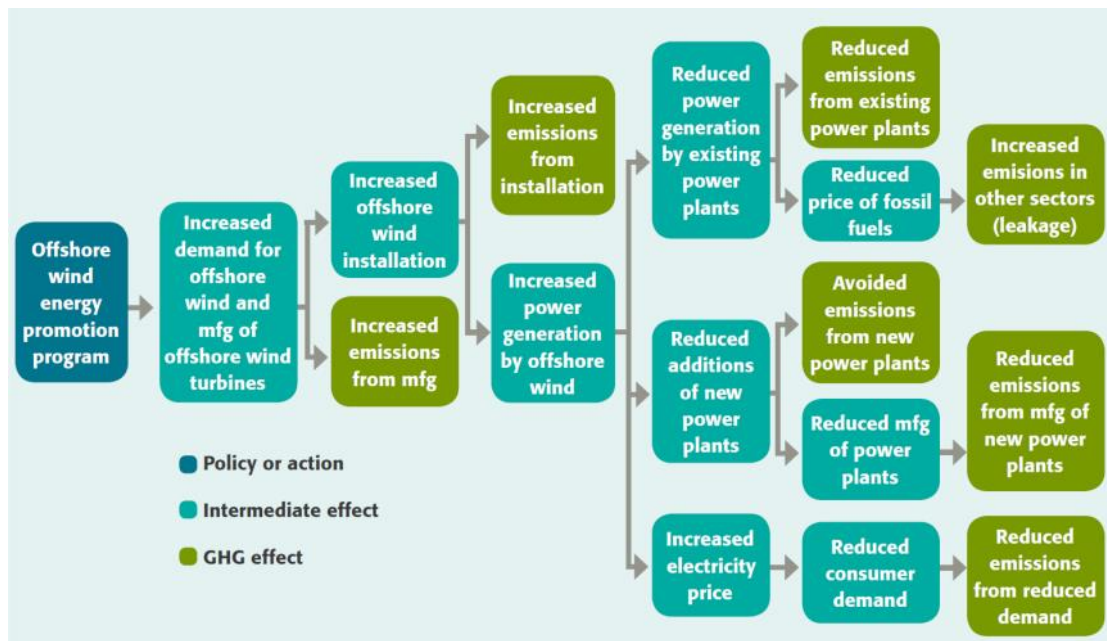 Offshore
wind
energy
promotion
program
Increased
demand for
offshore
wind and
mfg of
offshore wind
turbines
Increased
offshore
wind
installation
Increased
emissions
from mfg
Increased
emissions
from
installation
Increased
power
generation
by offshore
wind
Reduced
power
generation
by existing
power
plants
Reduced
emissions
from existing
power plants
Reduced
price of fossil
fuels
Increased
emisions in
other sectors
(leakage)
Reduced
additions
of new
power
plants
Avoided
emissions
from new
power plants
Reduced mfg
of power
plants
Reduced
emissions
from mfg of
new power
plants
Increased
electricity
price
Reduced
consumer
demand
Reduced
emissions
from reduced
demand
Policy or action
Intermediate effect
GHG effect